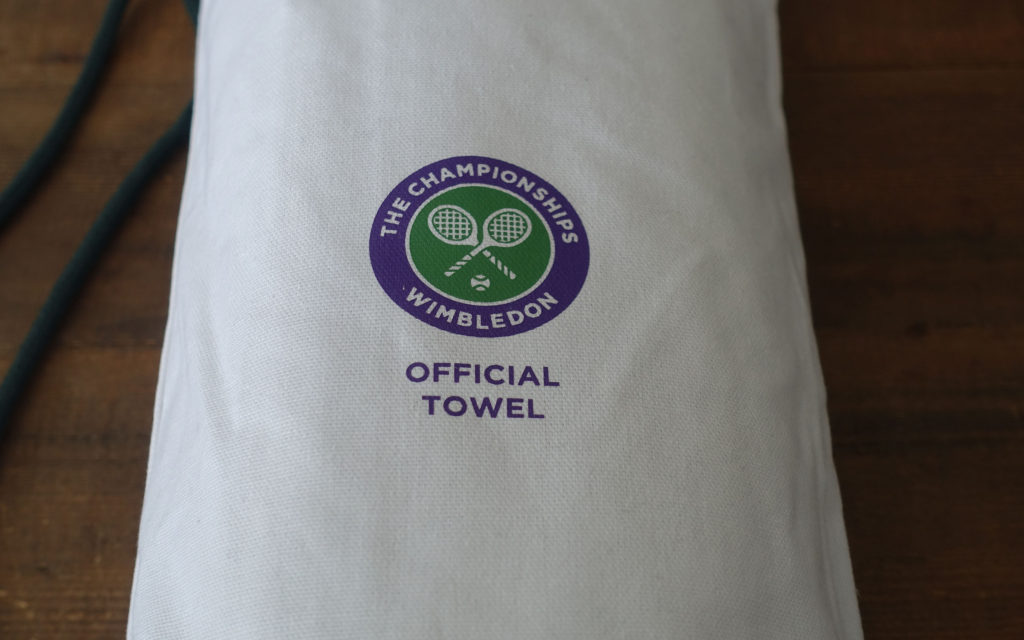 THE CHAMPIONSHIPS
WIMBLEDON
OFFICIAL
TOWEL